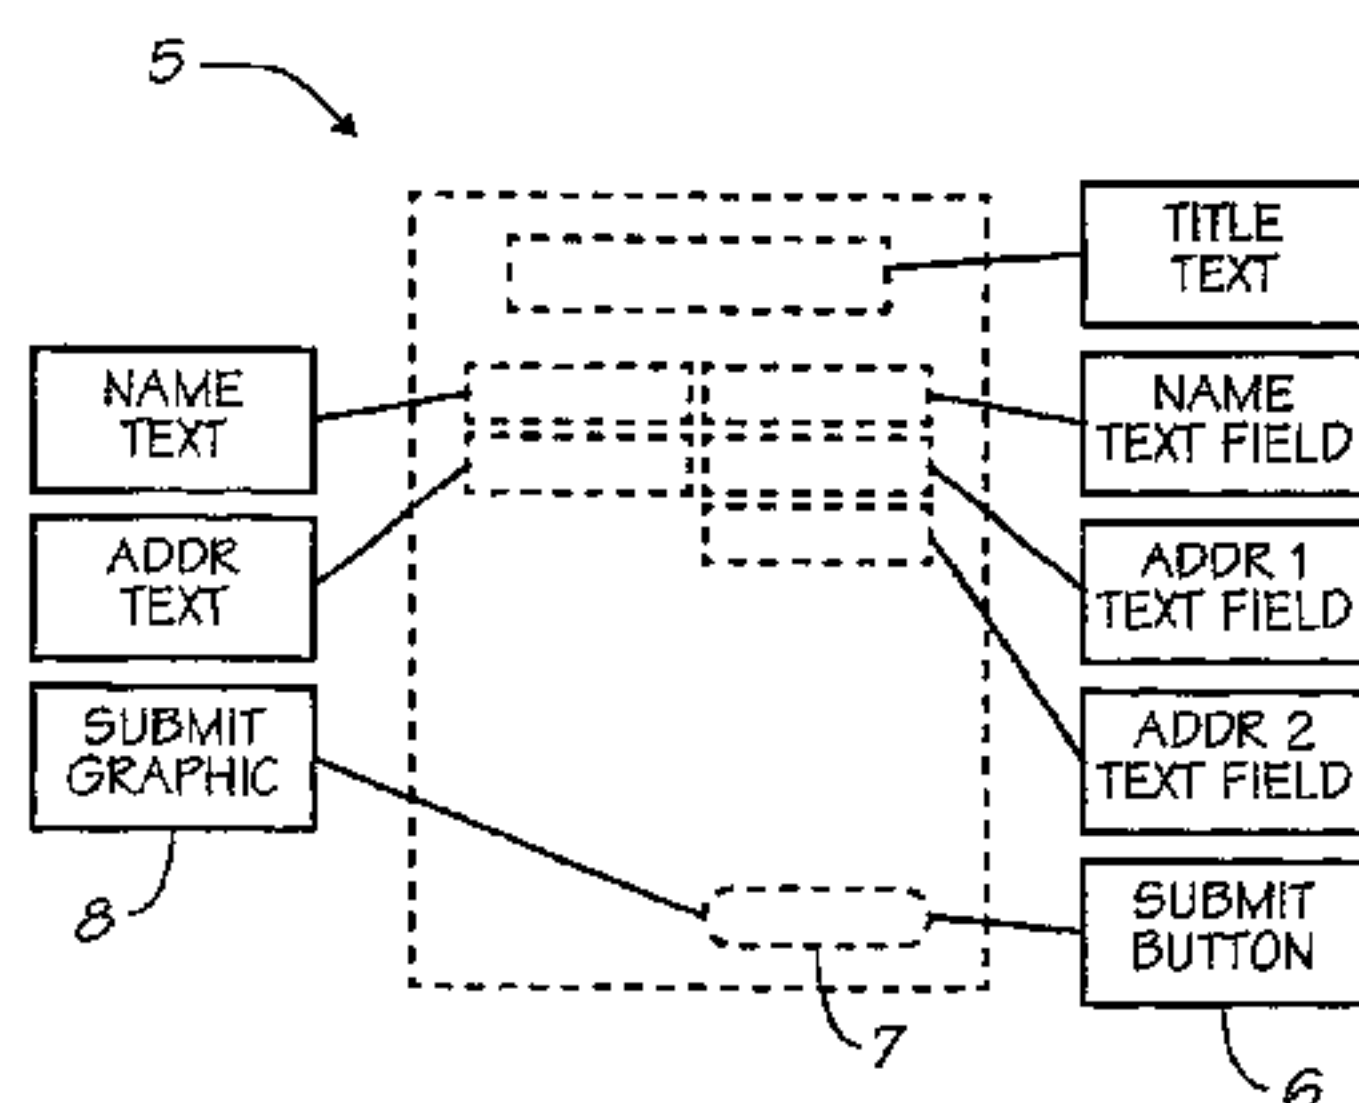 5
TITLE
TEXT
NAME
TEXT
NAME
TEXT FIELD
ADDR
TEXT
ADDR 1
TEXT FIELD
SUBMIT
GRAPHIC
ADDR 2
TEXT FIELD
8
SUBMIT
BUTTON
7
6